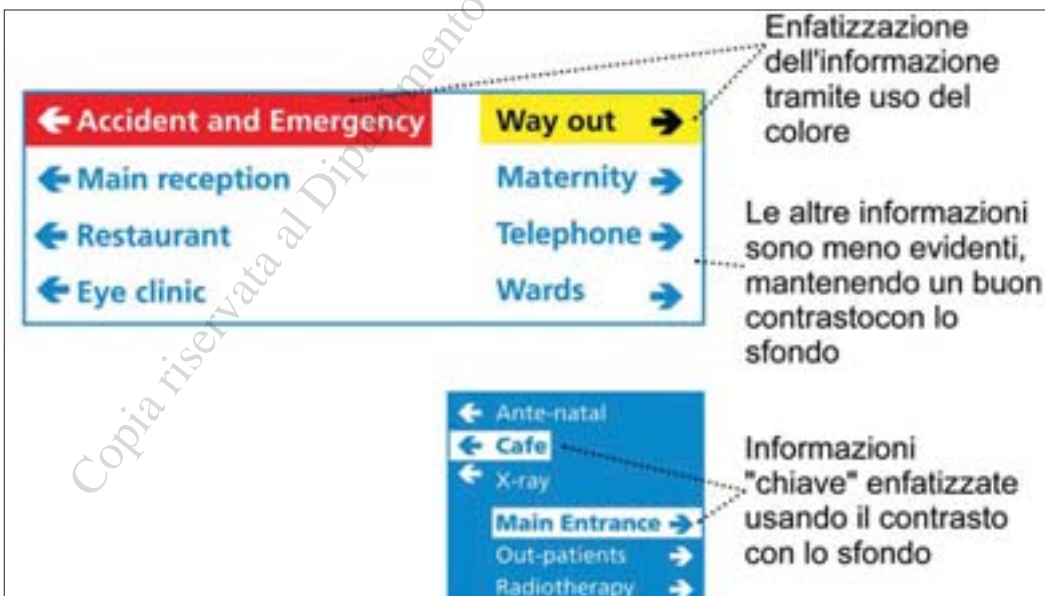 Enfatizzazione
dell'informazione
tramite uso del
colore
← Accident and Emergency
Way out →
← Main reception
Maternity →
← Restaurant
Telephone →
← Eye clinic
Wards →
Le altre informazioni
sono meno evidenti,
mantenendo un buon
contrastocon lo
sfondo
← Ante-natal
← Cafe
← X-ray
Main Entrance →
Out-patients →
Radiotherapy →
Informazioni
"chiave" enfatizzate
usando il contrasto
con lo sfondo
Copia riservata al Dipartimento